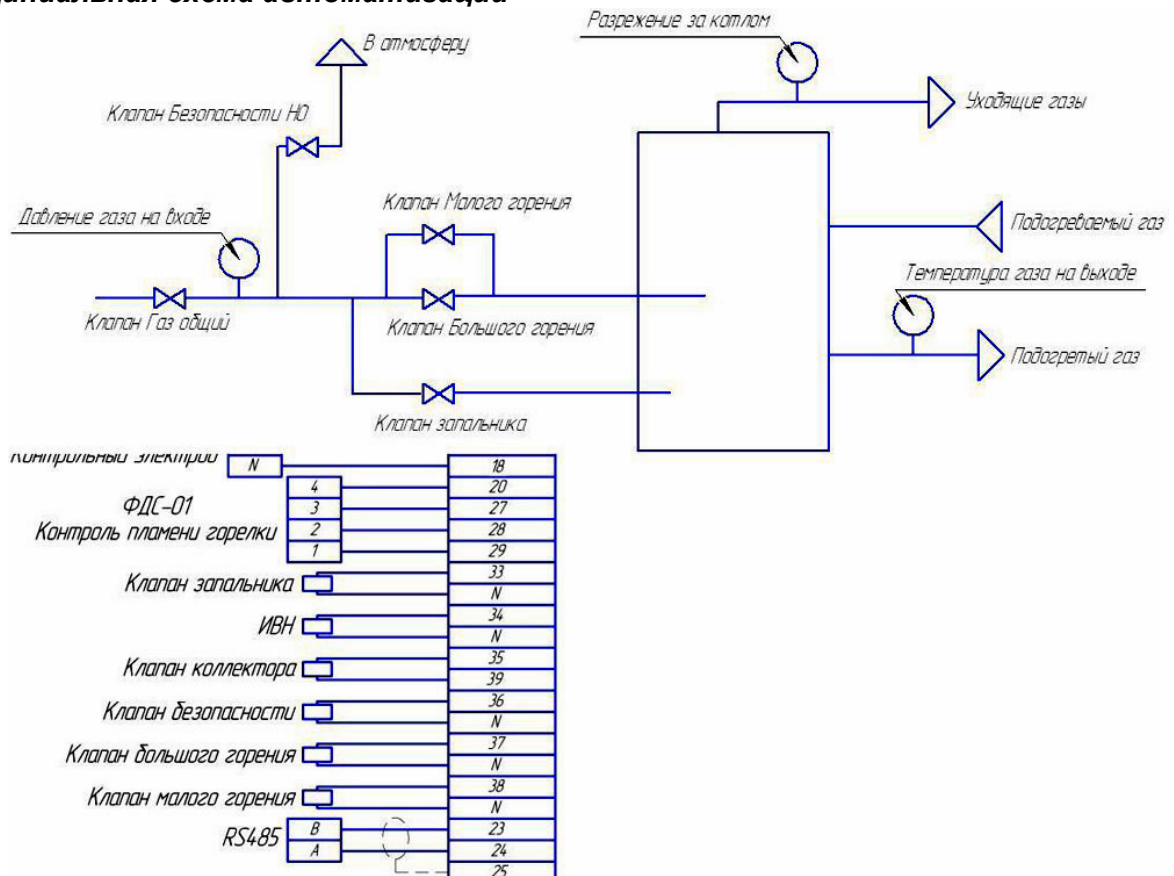 схема автоматизации
Разрежение за котлом
В атмосферу
Уходящие газы
Клапан Безопасности НО
Клапан Малого горения
Давление газа на входе
Подогреваемый газ
Температура газа на выходе
Клапан Газ общий
Клапан Большого горения
Подогретый газ
Клапан запальника
N 18
4 20
ФДС-01 3 27
Контроль пламени горелки 2 28
1 29
Клапан запальника 33
N
ИВН 34
N
Клапан коллектора 35
39
Клапан безопасности 36
N
Клапан большого горения 37
N
Клапан малого горения 38
N
RS485 B 23
A 24
25